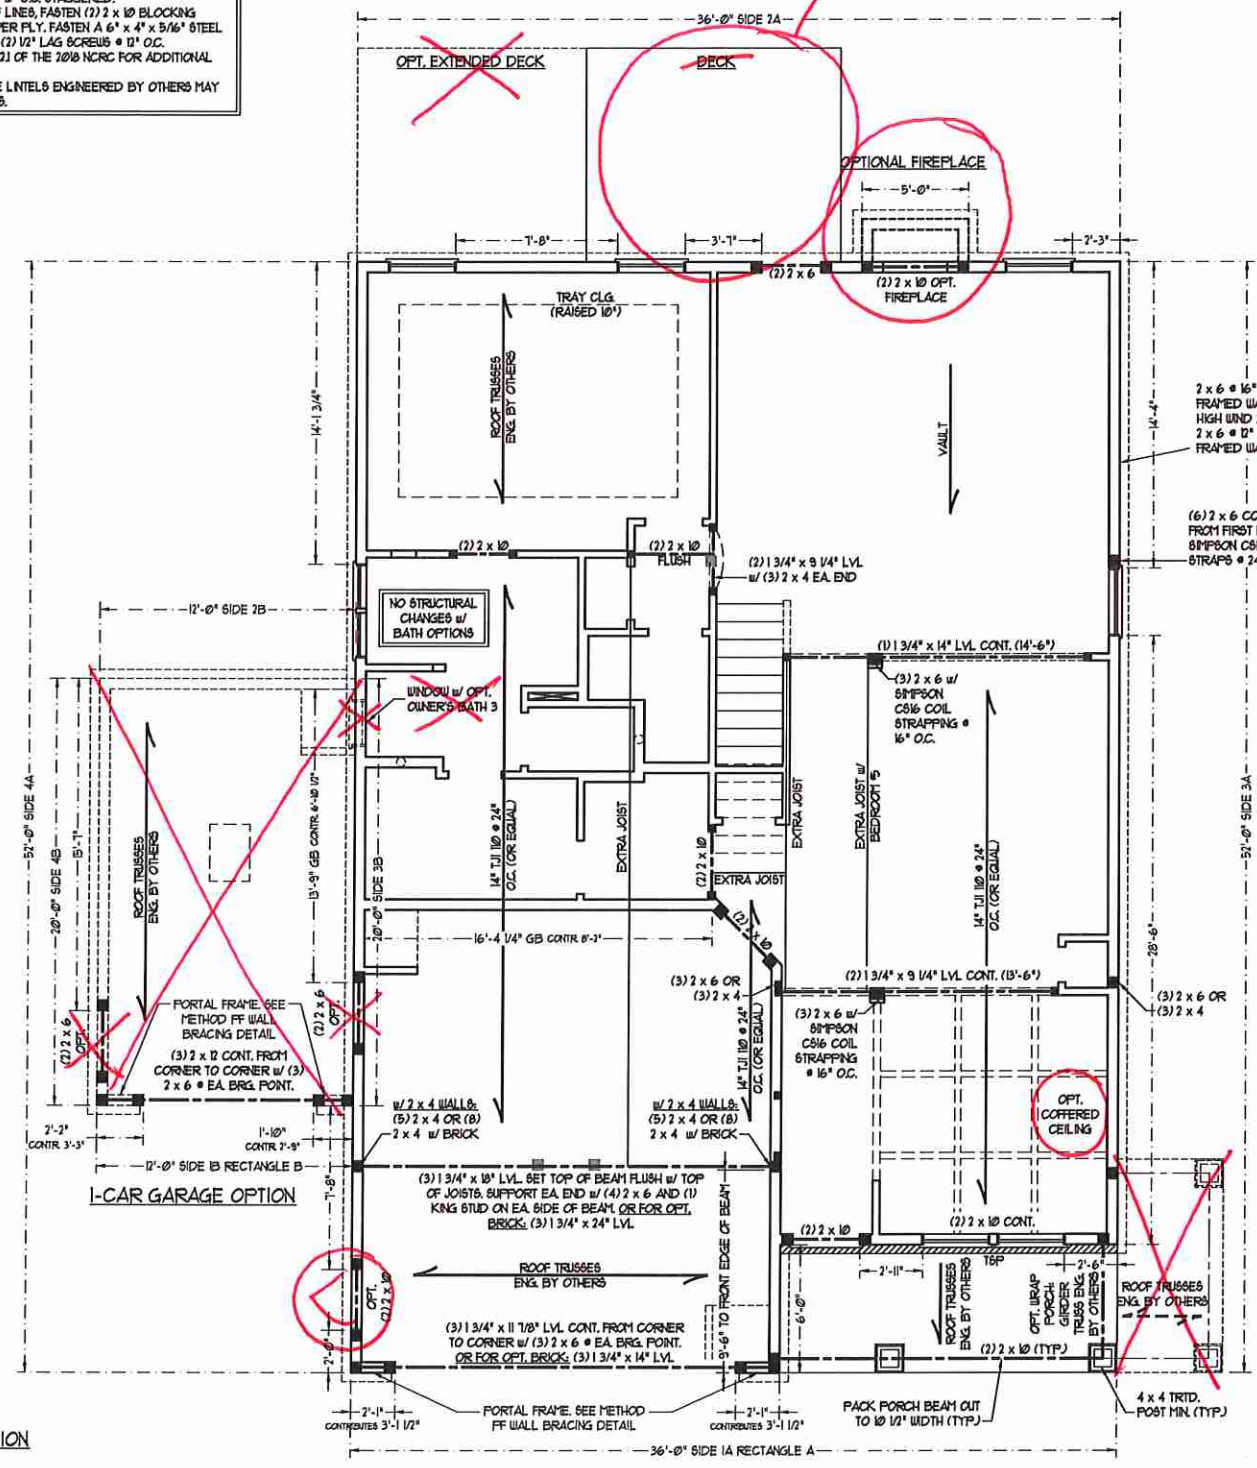 F LINES, FASTEN (2) 2 x 10 BLOCKING
PER PLY. FASTEN A 6" x 4" x 5/16" STEEL
(2) 1/2" LAG SCREWS @ 12" O.C.
OF THE 2018 NCRC FOR ADDITIONAL
E LINTELS ENGINEERED BY OTHERS MAY
36'-0" SIDE 2A
OPT. EXTENDED DECK
DECK
OPTIONAL FIREPLACE
5'-0"
7'-8"
3'-7"
2'-3"
(2) 2 x 6
(2) 2 x 10 OPT.
FIREPLACE
TRAY CLG.
(RAISED 10")
ROOF TRUSSES
ENG. BY OTHERS
14'-1 3/4"
VAULT
14'-4"
2 x 6 @ 16"
FRAMED W/
HIGH WIND
2 x 6 @ 12"
FRAMED W/
(6) 2 x 6 CO
FROM FIRST
SIMPSON CS1
STRAPS @ 24
52'-0" SIDE 4A
52'-0" SIDE 3A
(2) 2 x 10
(2) 2 x 10
FLUSH
(2) 1 3/4" x 9 1/4" LVL
w/ (3) 2 x 4 EA. END
12'-0" SIDE 2B
NO STRUCTURAL
CHANGES w/
BATH OPTIONS
(1) 1 3/4" x 14" LVL CONT. (14'-6")
(3) 2 x 6 w/
SIMPSON
CS16 COIL
STRAPPING @
16" O.C.
WINDOW w/ OPT.
OWNER'S BATH 3
20'-0" SIDE 4B
15'-7"
ROOF TRUSSES
ENG. BY OTHERS
13'-9" GB CONTR. 6'-10 1/2"
20'-0" SIDE 3B
14" TJI 110 @ 24"
O.C. (OR EQUAL)
EXTRA JOIST
(2) 2 x 10
EXTRA JOIST
EXTRA JOIST
EXTRA JOIST w/
BEDROOM 5
14" TJI 110 @ 24"
O.C. (OR EQUAL)
28'-6"
(2) 2 x 10
16'-4 1/4" GB CONTR 8'-2"
(3) 2 x 6 OR
(3) 2 x 4
14" TJI 110 @ 24"
O.C. (OR EQUAL)
(2) 1 3/4" x 9 1/4" LVL CONT. (13'-6")
(3) 2 x 6 w/
SIMPSON
CS16 COIL
STRAPPING
@ 16" O.C.
(3) 2 x 6 OR
(3) 2 x 4
PORTAL FRAME. SEE
METHOD PF WALL
BRACING DETAIL
(2) 2 x 6
OPT.
(2) 2 x 6
OPT.
(3) 2 x 12 CONT. FROM
CORNER TO CORNER w/ (3)
2 x 6 @ EA. BRG. POINT.
w/ 2 x 4 WALLS:
(5) 2 x 4 OR (8)
2 x 4 w/ BRICK
w/ 2 x 4 WALLS:
(5) 2 x 4 OR (8)
2 x 4 w/ BRICK
OPT.
COFFERED
CEILING
2'-2"
CONTR 3'-3"
1'-10"
CONTR 2'-9"
12'-0" SIDE 1B RECTANGLE B
1-CAR GARAGE OPTION
7'-8"
(3) 1 3/4" x 18" LVL. SET TOP OF BEAM FLUSH w/ TOP
OF JOISTS. SUPPORT EA. END w/ (4) 2 x 6 AND (1)
KING STUD ON EA. SIDE OF BEAM. OR FOR OPT.
BRICK: (3) 1 3/4" x 24" LVL
9'-6" TO FRONT EDGE OF BEAM
(2) 2 x 10
(2) 2 x 10 CONT.
TSP
2'-11"
2'-6"
OPT.
(2) 2 x 10
ROOF TRUSSES
ENG. BY OTHERS
6'-0"
ROOF TRUSSES
ENG. BY OTHERS
OPT. WRAP
PORCH:
GIRDER
TRUSS ENG.
BY OTHERS
ROOF TRUSSES
ENG. BY OTHERS
2'-0"
(3) 1 3/4" x 11 7/8" LVL CONT. FROM CORNER
TO CORNER w/ (3) 2 x 6 @ EA. BRG. POINT.
OR FOR OPT. BRICK: (3) 1 3/4" x 14" LVL
(2) 2 x 10 (TYP.)
2'-1"
CONTRIBUTES 3'-1 1/2"
PORTAL FRAME. SEE METHOD
PF WALL BRACING DETAIL
2'-1"
CONTRIBUTES 3'-1 1/2"
PACK PORCH BEAM OUT
TO 10 1/2" WIDTH (TYP.)
4 x 4 TRTD.
POST MIN. (TYP.)
ION
36'-0" SIDE 1A RECTANGLE A